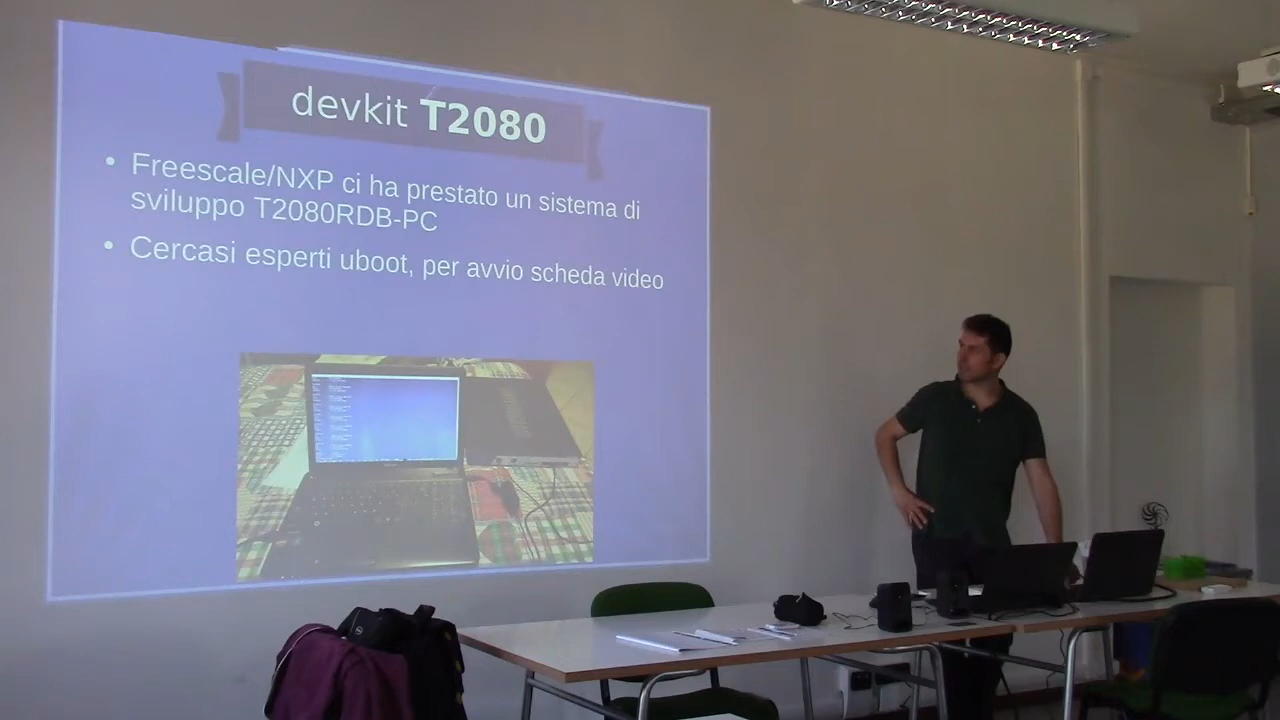 devkit T2080
• Freescale/NXP ci ha prestato un sistema di
sviluppo T2080RDB-PC
• Cercasi esperti uboot, per avvio scheda video